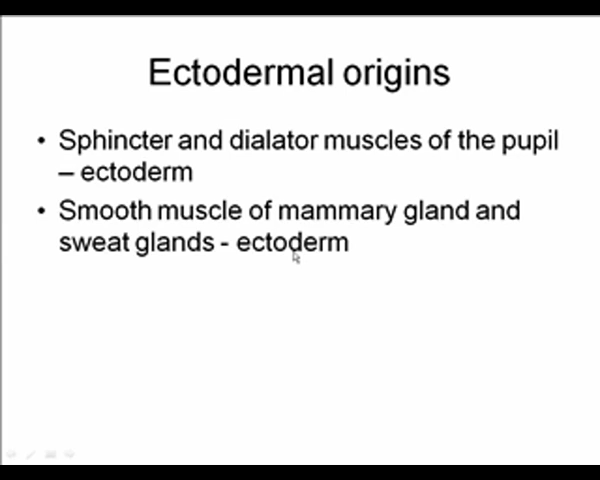 Ectodermal origins
• Sphincter and dialator muscles of the pupil
– ectoderm
• Smooth muscle of mammary gland and
sweat glands - ectoderm